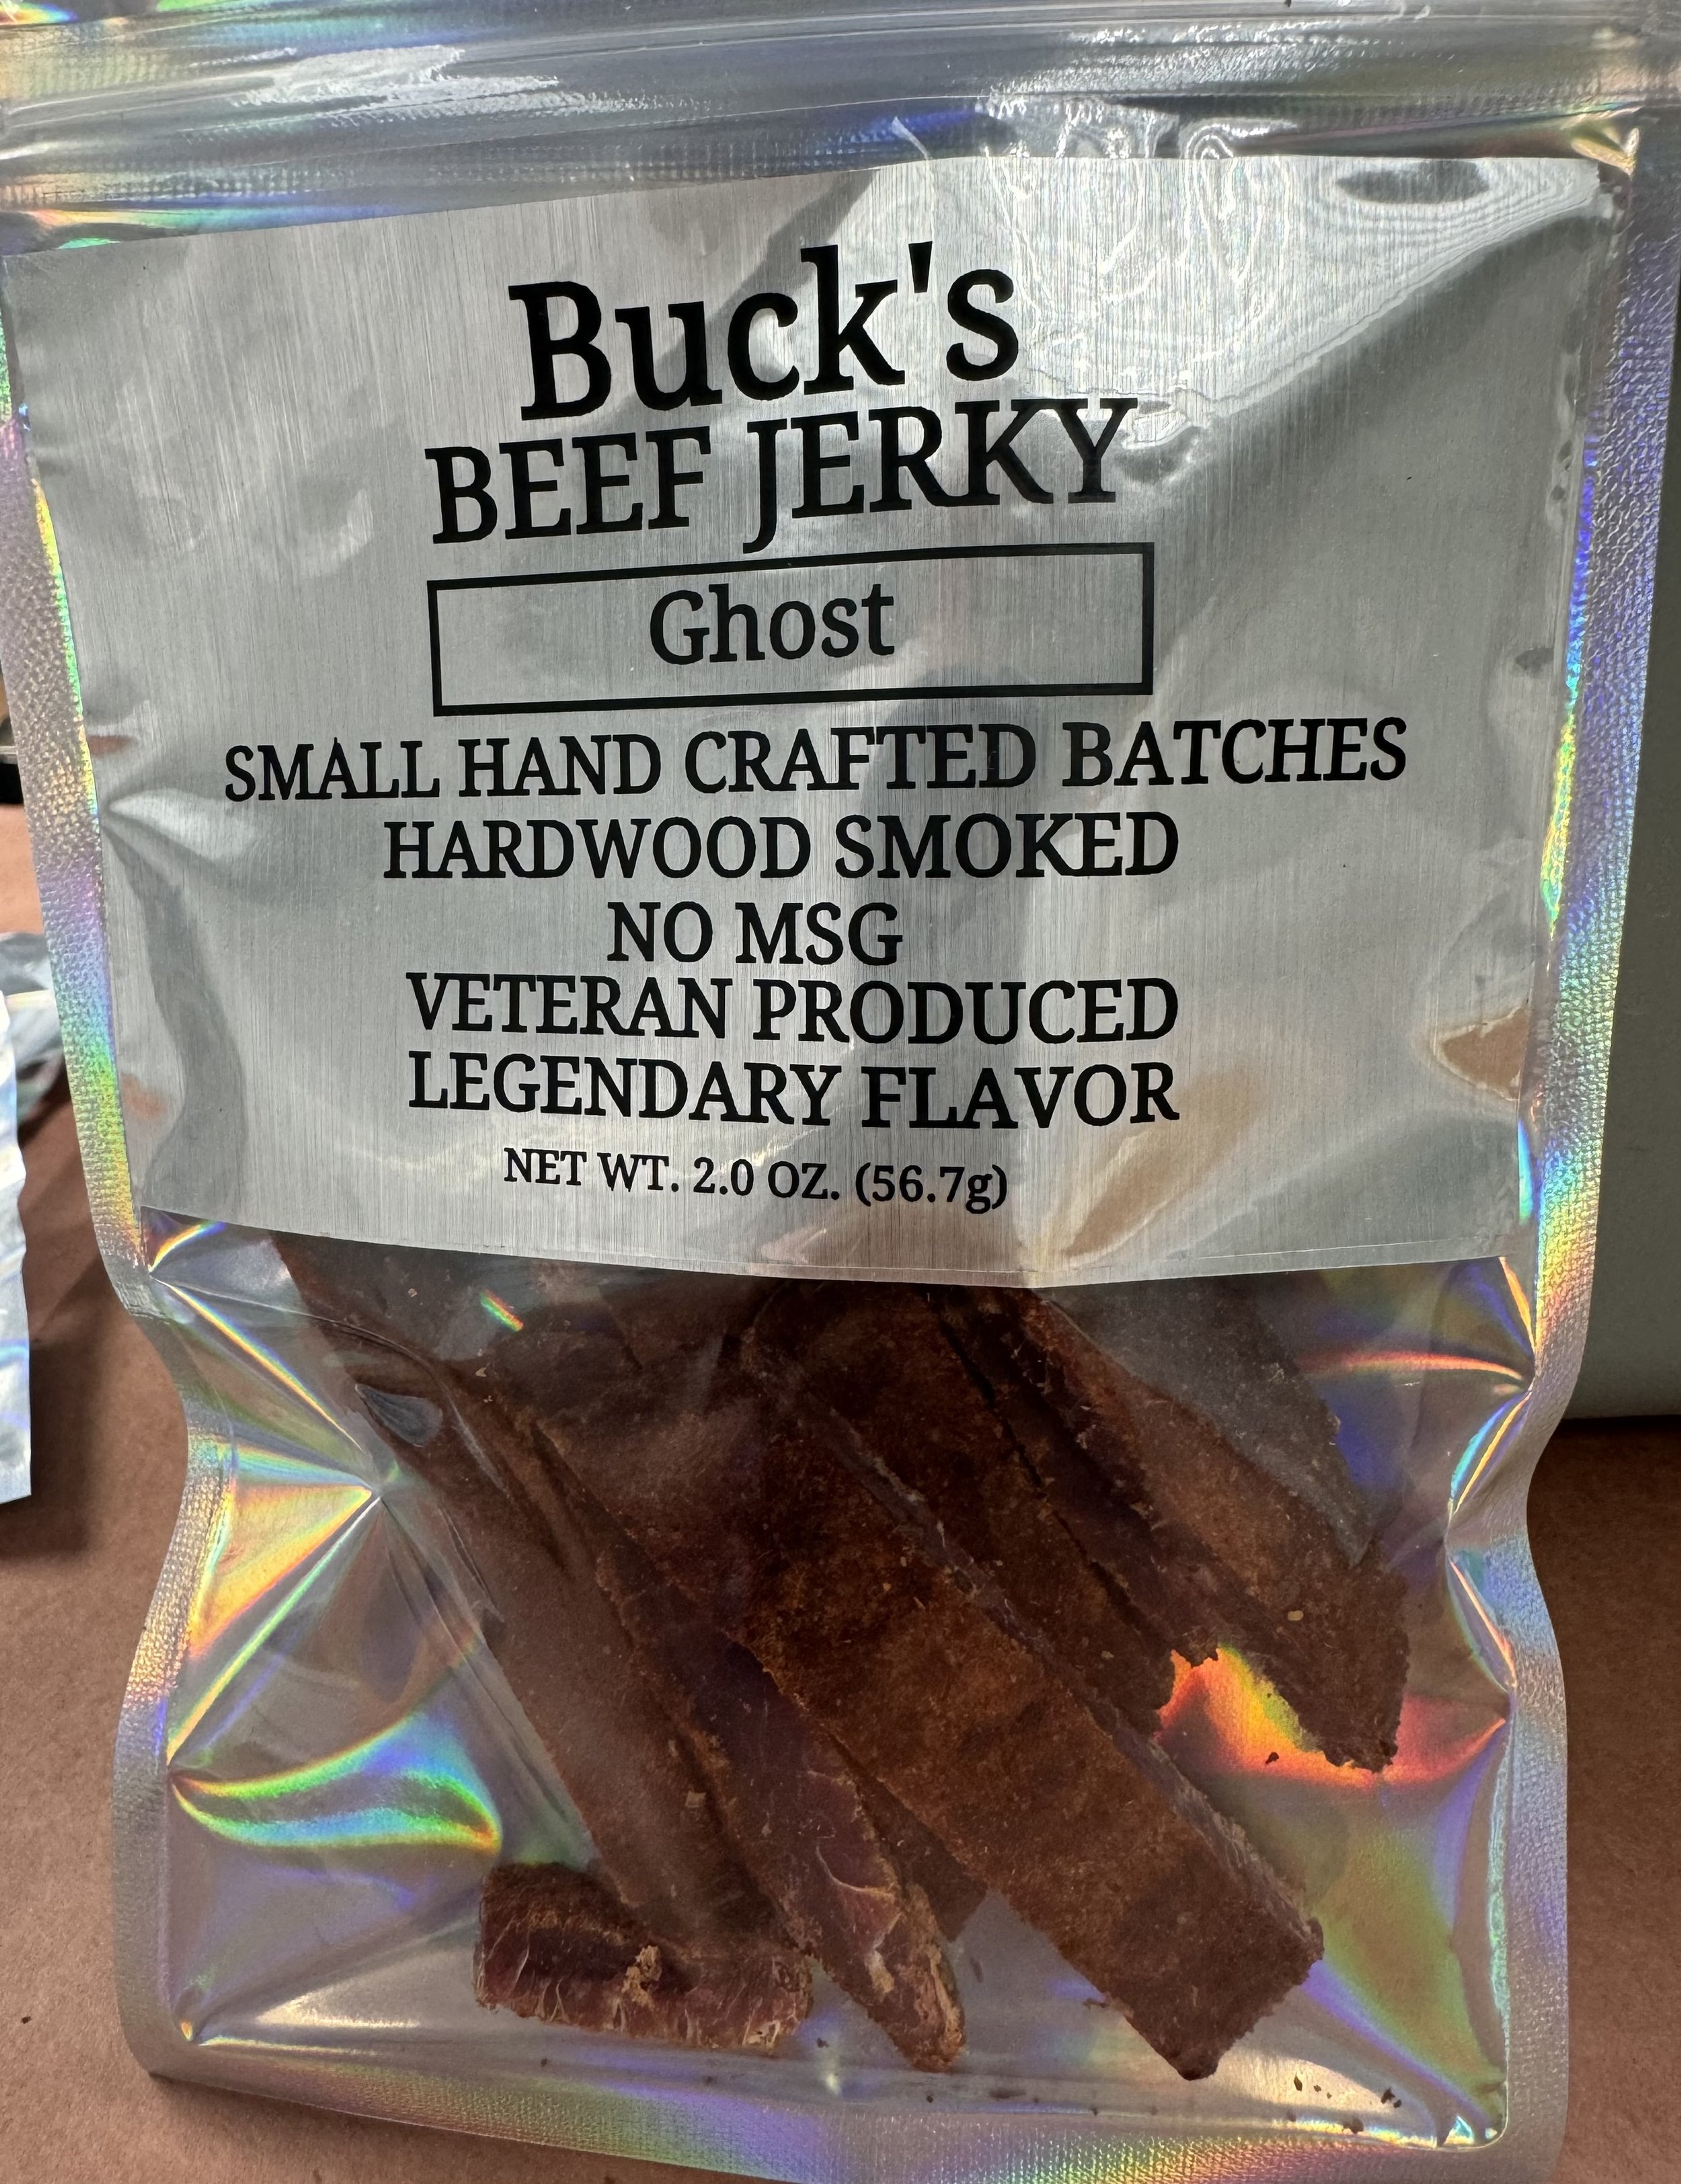 Buck's
BEEF JERKY
Ghost
SMALL HAND CRAFTED BATCHES
HARDWOOD SMOKED
NO MSG
VETERAN PRODUCED
LEGENDARY FLAVOR
NET WT. 2.0 OZ. (56.7g)